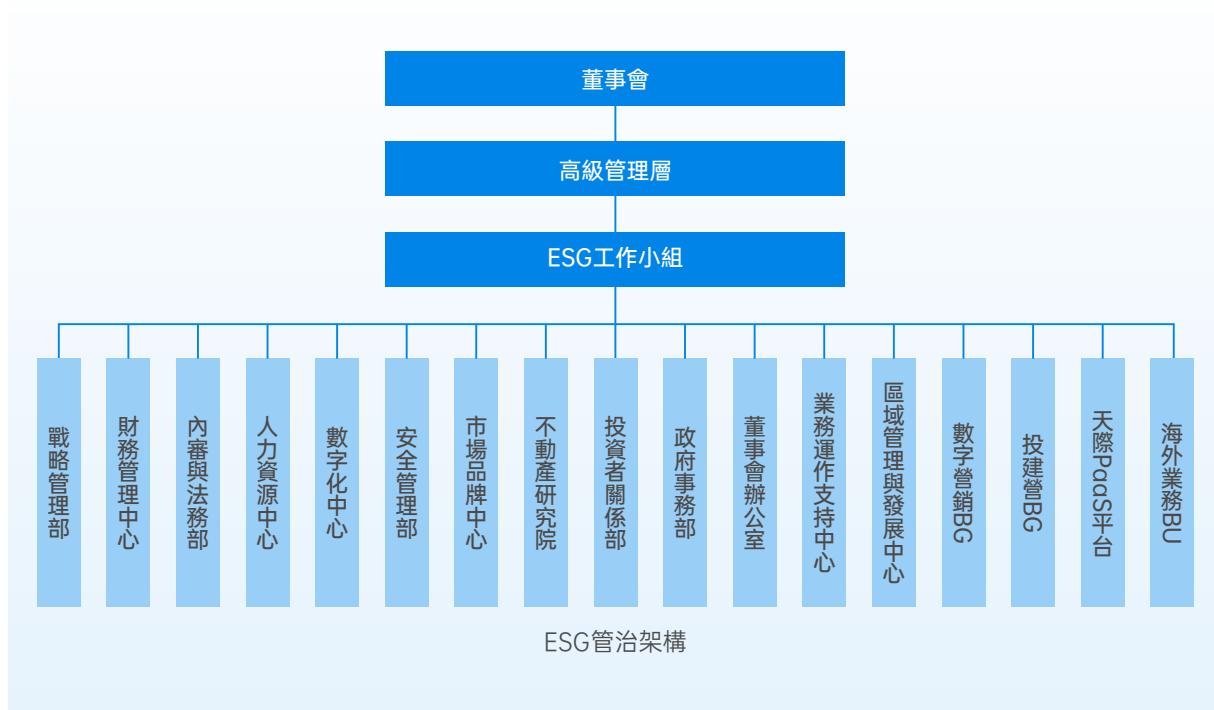 董事會
高級管理層
ESG工作小組
戰略管理部
財務管理中心
內審與法務部
人力資源中心
數字化中心
安全管理部
市場品牌中心
不動產研究院
投資者關係部
政府事務部
董事會辦公室
業務運作支持中心
區域管理與發展中心
數字營銷BG
投建營BG
天際PaaS平台
海外業務BU
ESG管治架構